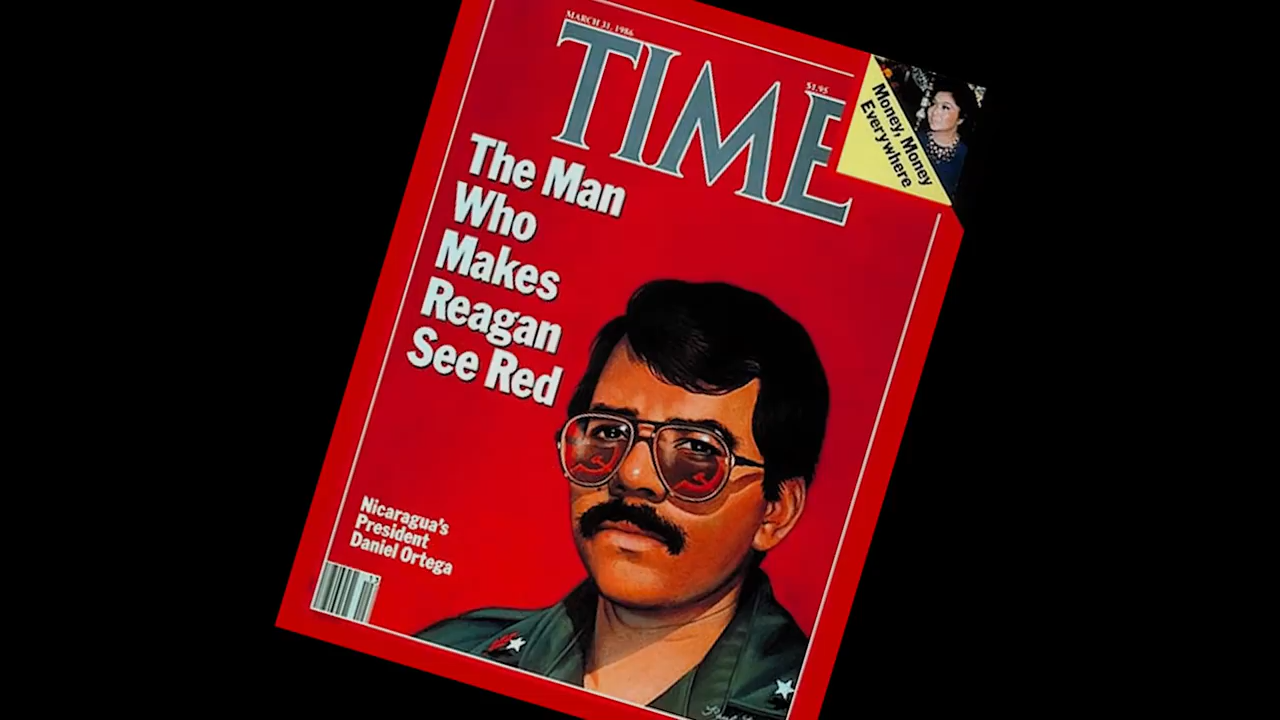 MARCH 31, 1986
TIME
$1.95
Money, Money
Everywhere
The Man
Who
Makes
Reagan
See Red
Nicaragua's
President
Daniel Ortega